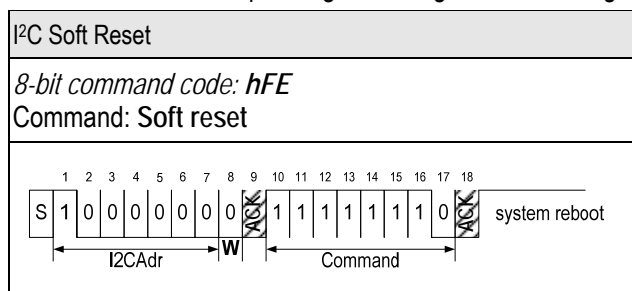 I²C Soft Reset
8-bit command code: hFE
Command: Soft reset
1 2 3 4 5 6 7 8 9 10 11 12 13 14 15 16 17 18
S 1 0 0 0 0 0 0 0 ACK 1 1 1 1 1 1 1 0 ACK system reboot
I2CAdr W Command